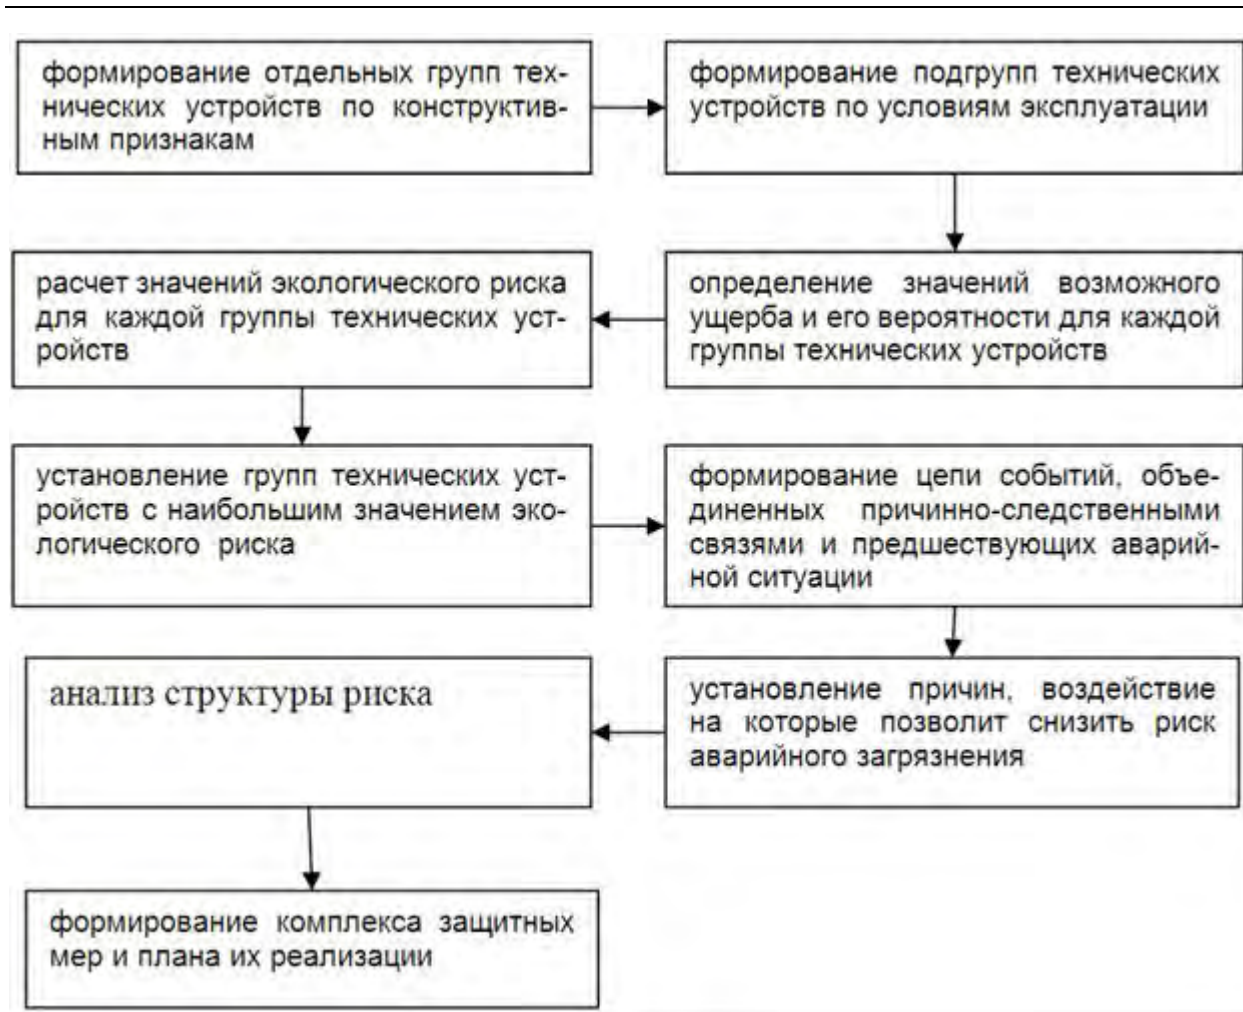 формирование отдельных групп тех-
нических устройств по конструктив-
ным признакам
формирование подгрупп технических
устройств по условиям эксплуатации
определение значений возможного
ущерба и его вероятности для каждой
группы технических устройств
расчет значений экологического риска
для каждой группы технических уст-
ройств
установление групп технических уст-
ройств с наибольшим значением эко-
логического риска
формирование цепи событий, объе-
диненных причинно-следственными
связями и предшествующих аварий-
ной ситуации
установление причин, воздействие
на которые позволит снизить риск
аварийного загрязнения
анализ структуры риска
формирование комплекса защитных
мер и плана их реализации